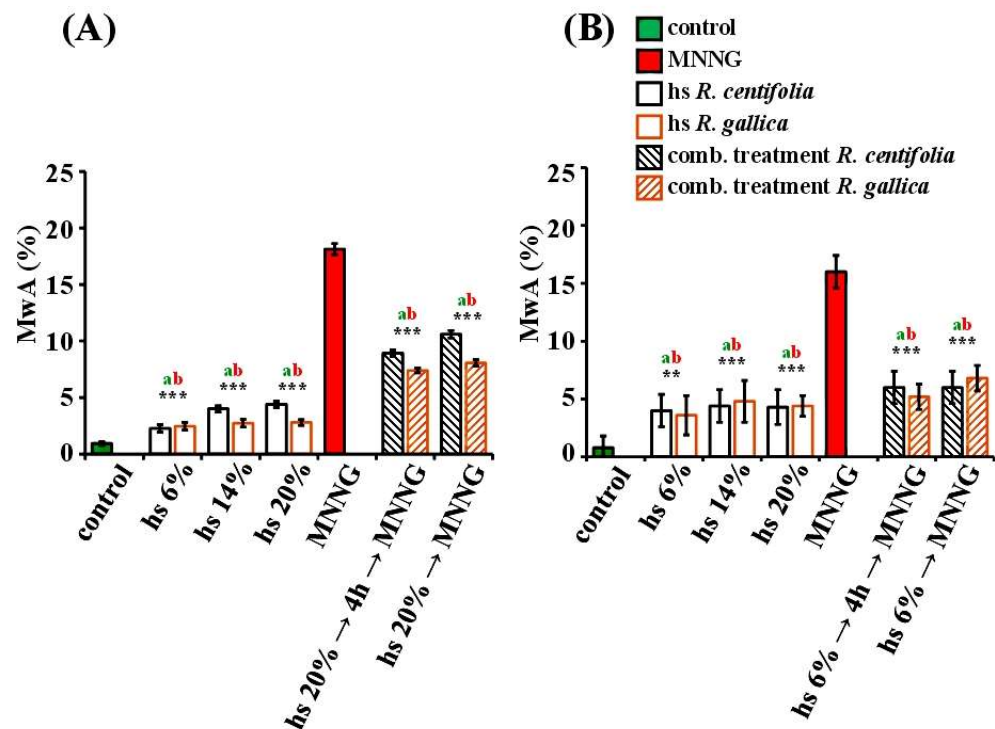 (A)
MwA (%)
25
20
15
10
5
0
ab
***
ab
***
ab
***
ab
***
ab
***
control
hs 6%
hs 14%
hs 20%
MNNG
hs 20% → 4h → MNNG
hs 20% → MNNG
(B)
control
MNNG
hs R. centifolia
hs R. gallica
comb. treatment R. centifolia
comb. treatment R. gallica
MwA (%)
25
20
15
10
5
0
ab
**
ab
***
ab
***
ab
***
ab
***
control
hs 6%
hs 14%
hs 20%
MNNG
hs 6% → 4h → MNNG
hs 6% → MNNG